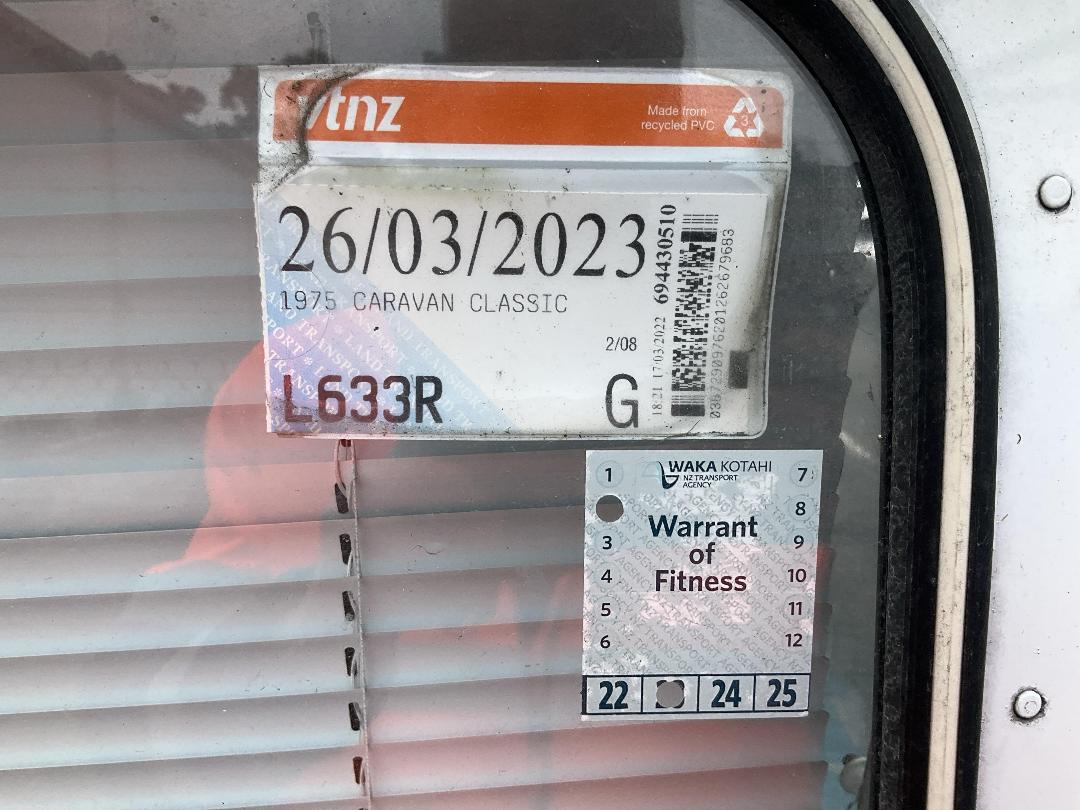 vtnz
Made from
recycled PVC
3
26/03/2023
1975 CARAVAN CLASSIC
2/08
L633R
G
18:21 17/03/2022 694430510
WAKA KOTAHI
NZ TRANSPORT
AGENCY
Warrant
of
Fitness
1
3
4
5
6
7
8
9
10
11
12
22 24 25